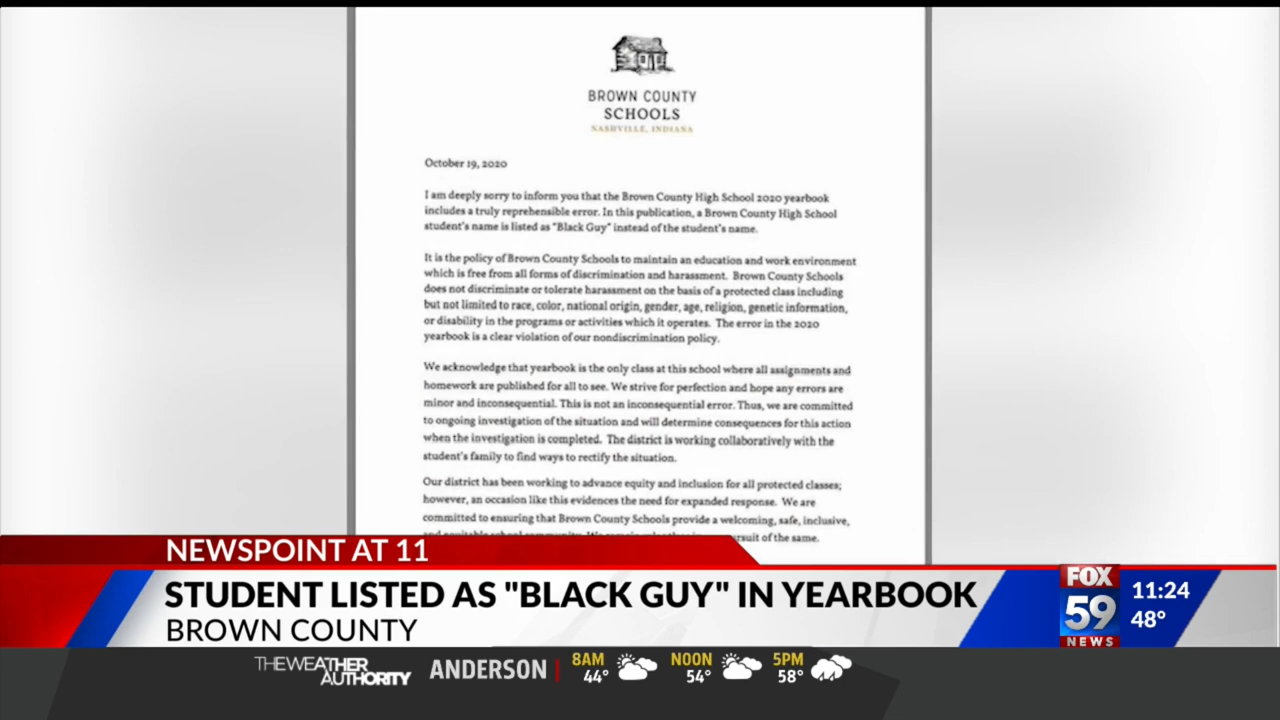 BROWN COUNTY
SCHOOLS
NASHVILLE, INDIANA
October 19, 2020
I am deeply sorry to inform you that the Brown County High School 2020 yearbook
includes a truly reprehensible error. In this publication, a Brown County High School
student's name is listed as "Black Guy" instead of the student's name.
It is the policy of Brown County Schools to maintain an education and work environment
which is free from all forms of discrimination and harassment. Brown County Schools
does not discriminate or tolerate harassment on the basis of a protected class including
but not limited to race, color, national origin, gender, age, religion, genetic information,
or disability in the programs or activities which it operates. The error in the 2020
yearbook is a clear violation of our nondiscrimination policy.
We acknowledge that yearbook is the only class at this school where all assignments and
homework are published for all to see. We strive for perfection and hope any errors are
minor and inconsequential. This is not an inconsequential error. Thus, we are committed
to ongoing investigation of the situation and will determine consequences for this action
when the investigation is completed. The district is working collaboratively with the
student's family to find ways to rectify the situation.
Our district has been working to advance equity and inclusion for all protected classes;
however, an occasion like this evidences the need for expanded response. We are
committed to ensuring that Brown County Schools provide a welcoming, safe, inclusive,
of the same.
NEWSPOINT AT 11
STUDENT LISTED AS "BLACK GUY" IN YEARBOOK
BROWN COUNTY
FOX
59
NEWS
11:24
48°
THE WEATHER
AUTHORITY
ANDERSON
8AM
44°
NOON
54°
5PM
58°